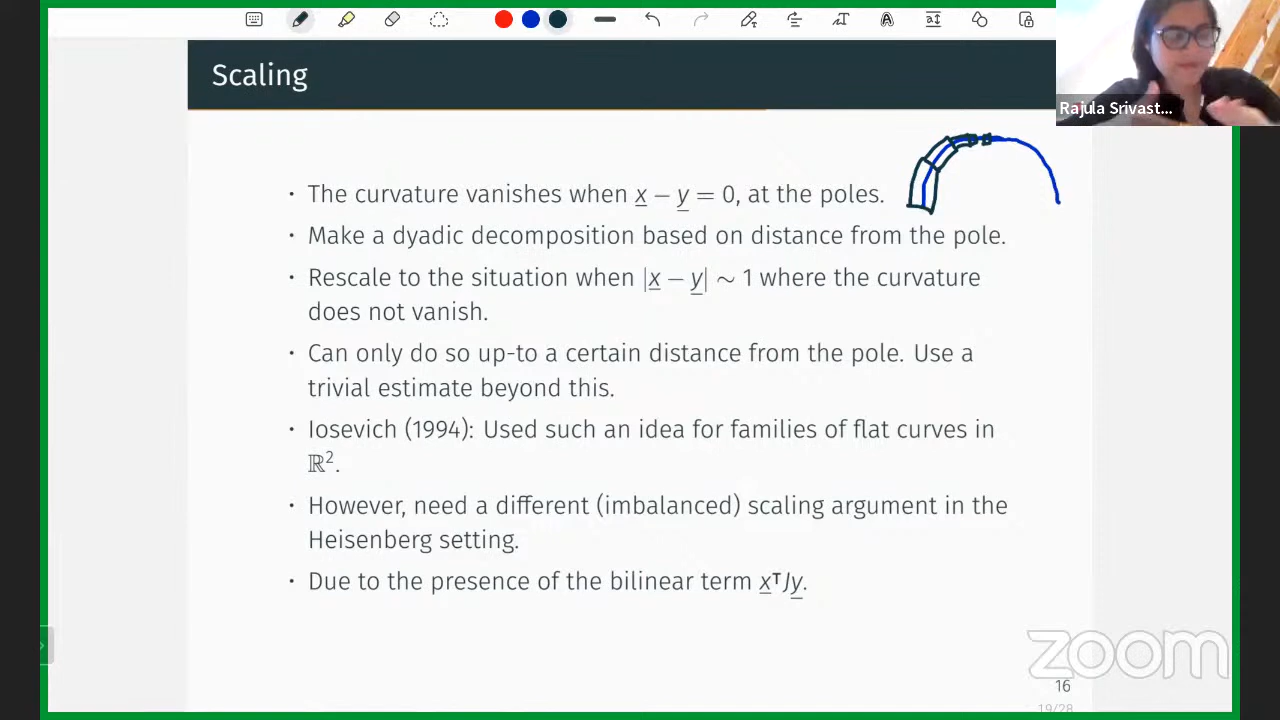 Scaling
Rajula Srivast...
· The curvature vanishes when x − y = 0, at the poles.
· Make a dyadic decomposition based on distance from the pole.
· Rescale to the situation when |x − y| ∼ 1 where the curvature
does not vanish.
· Can only do so up-to a certain distance from the pole. Use a
trivial estimate beyond this.
· Iosevich (1994): Used such an idea for families of flat curves in
ℝ².
· However, need a different (imbalanced) scaling argument in the
Heisenberg setting.
· Due to the presence of the bilinear term xᵀJy.
zoom
16
19/28